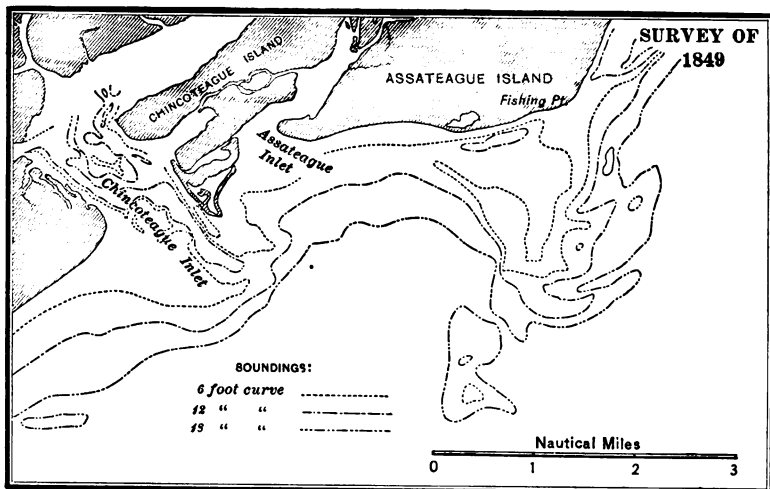 SURVEY OF
1849
CHINCOTEAGUE ISLAND
ASSATEAGUE ISLAND
Fishing Pt.
Assateague
Inlet
Chincoteague Inlet
SOUNDINGS:
6 foot curve
12 " "
18 " "
Nautical Miles
0 1 2 3